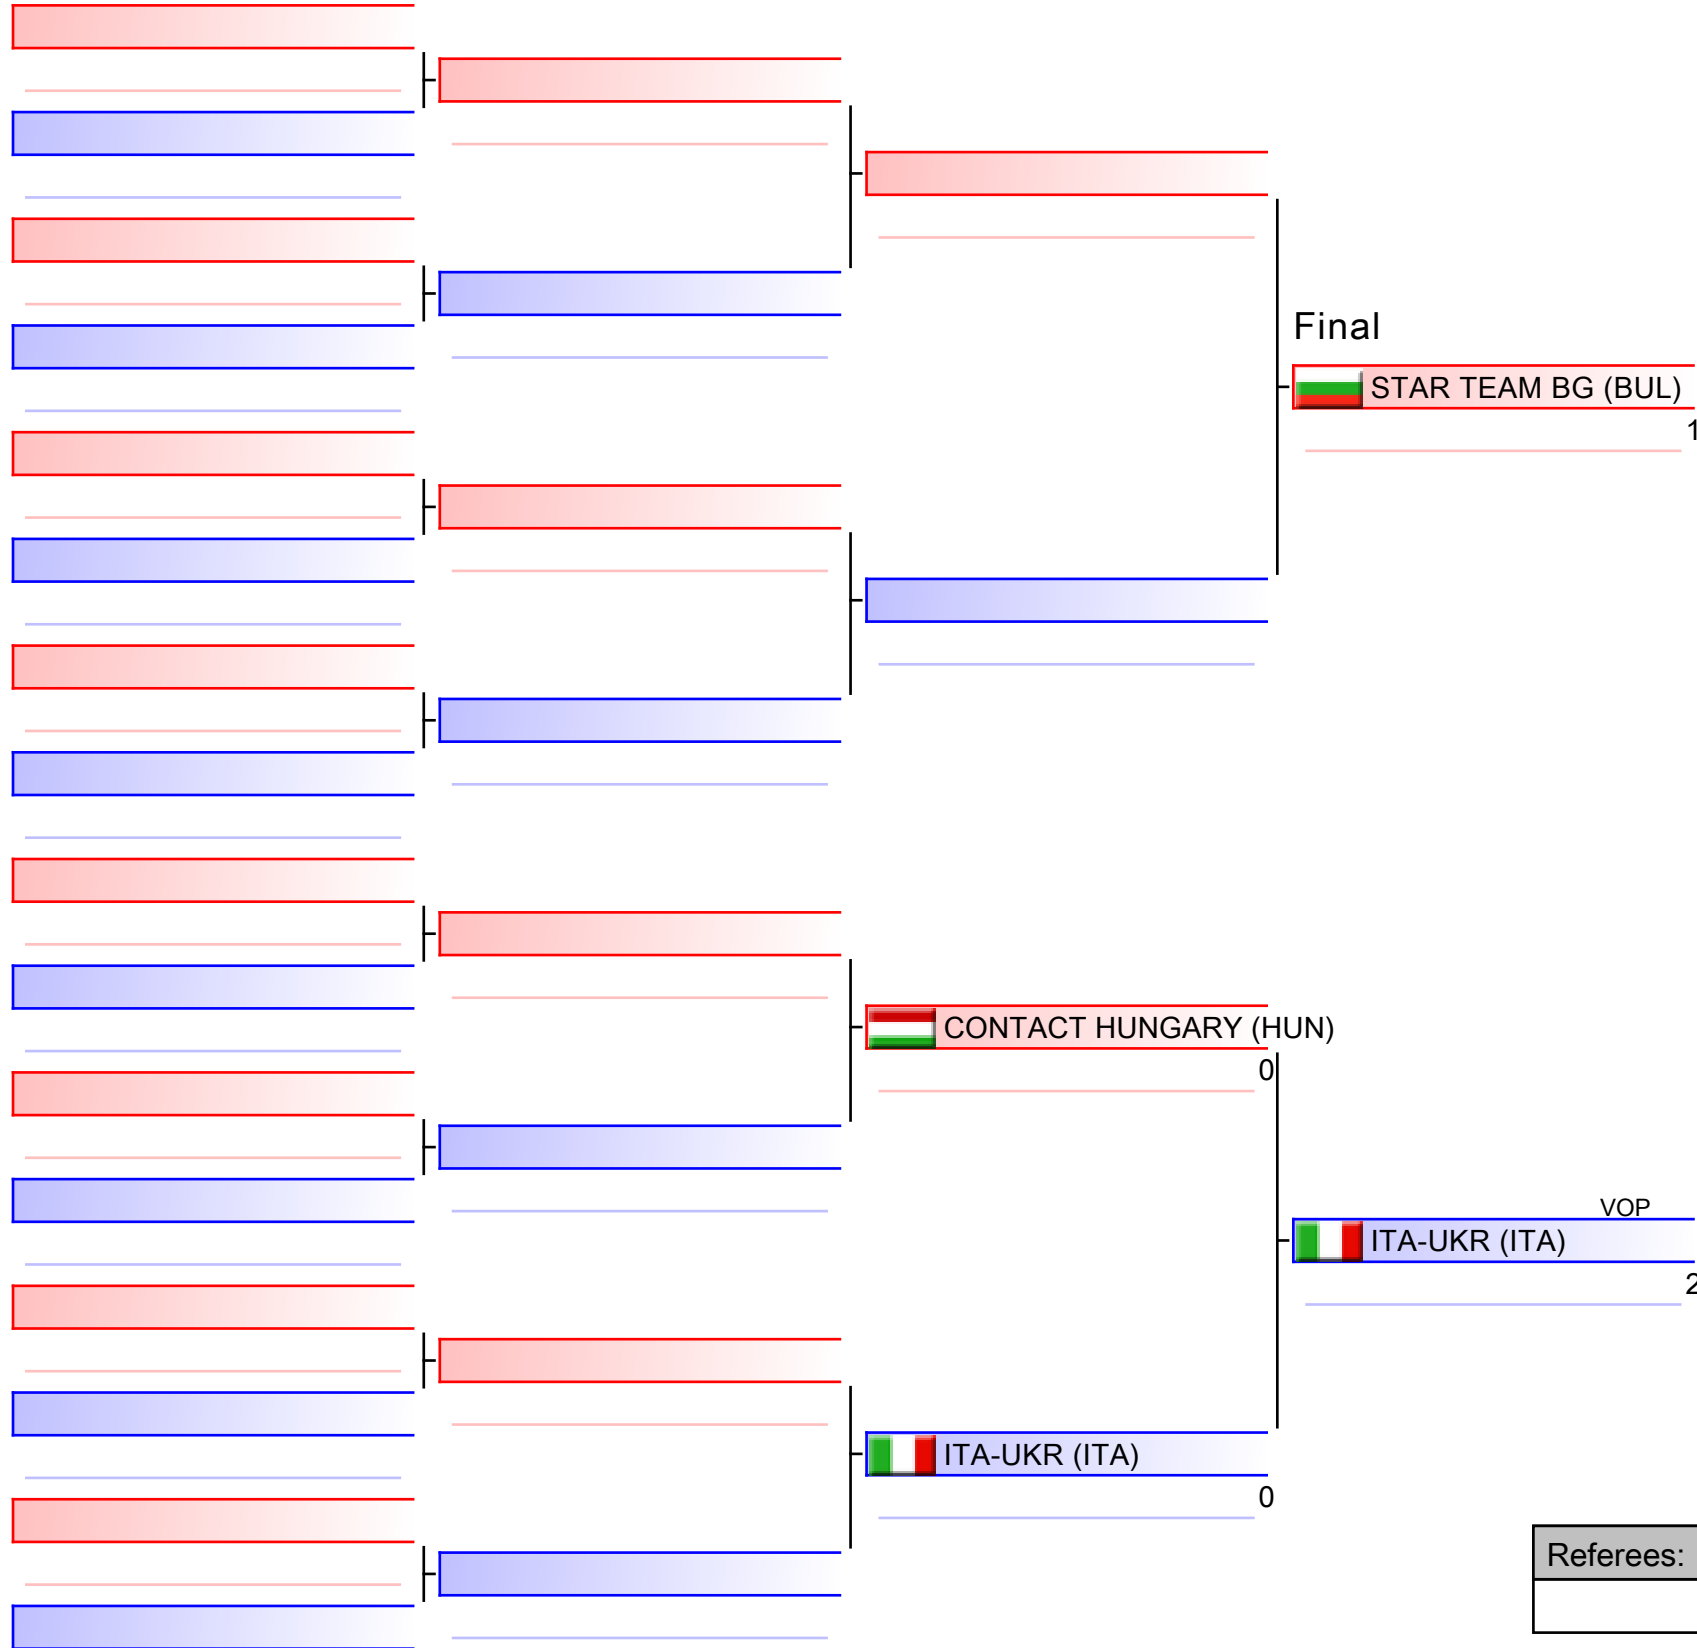 Final
STAR TEAM BG (BUL)
1
CONTACT HUNGARY (HUN)
0
VOP
ITA-UKR (ITA)
2
ITA-UKR (ITA)
0
Referees: